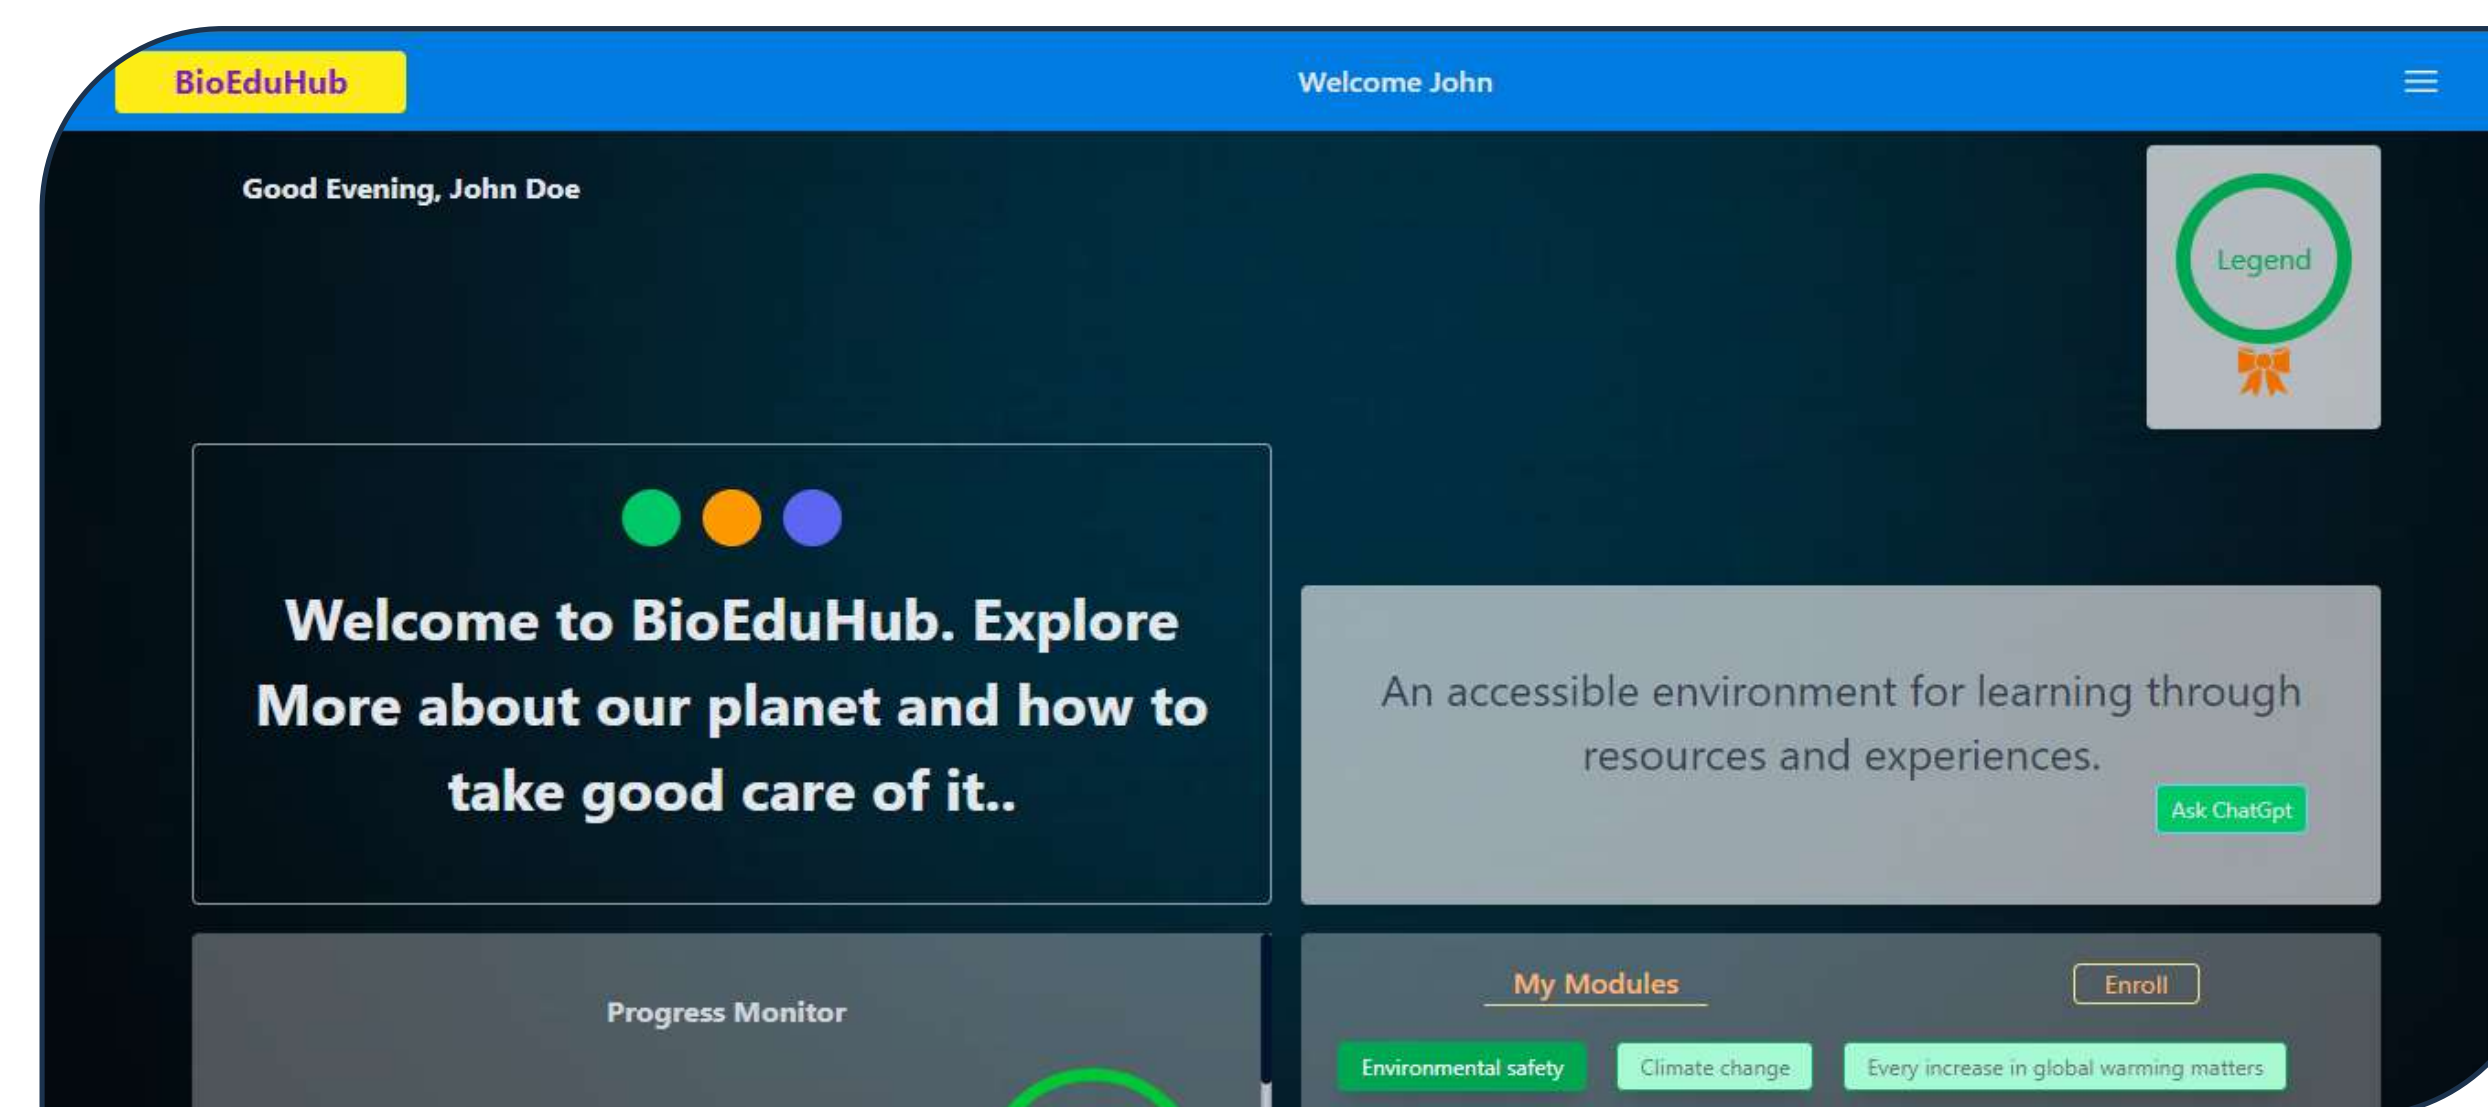 BioEduHub
Welcome John
Good Evening, John Doe
Legend
Welcome to BioEduHub. Explore
More about our planet and how to
take good care of it..
An accessible environment for learning through
resources and experiences.
Ask ChatGpt
Progress Monitor
My Modules
Enroll
Environmental safety
Climate change
Every increase in global warming matters